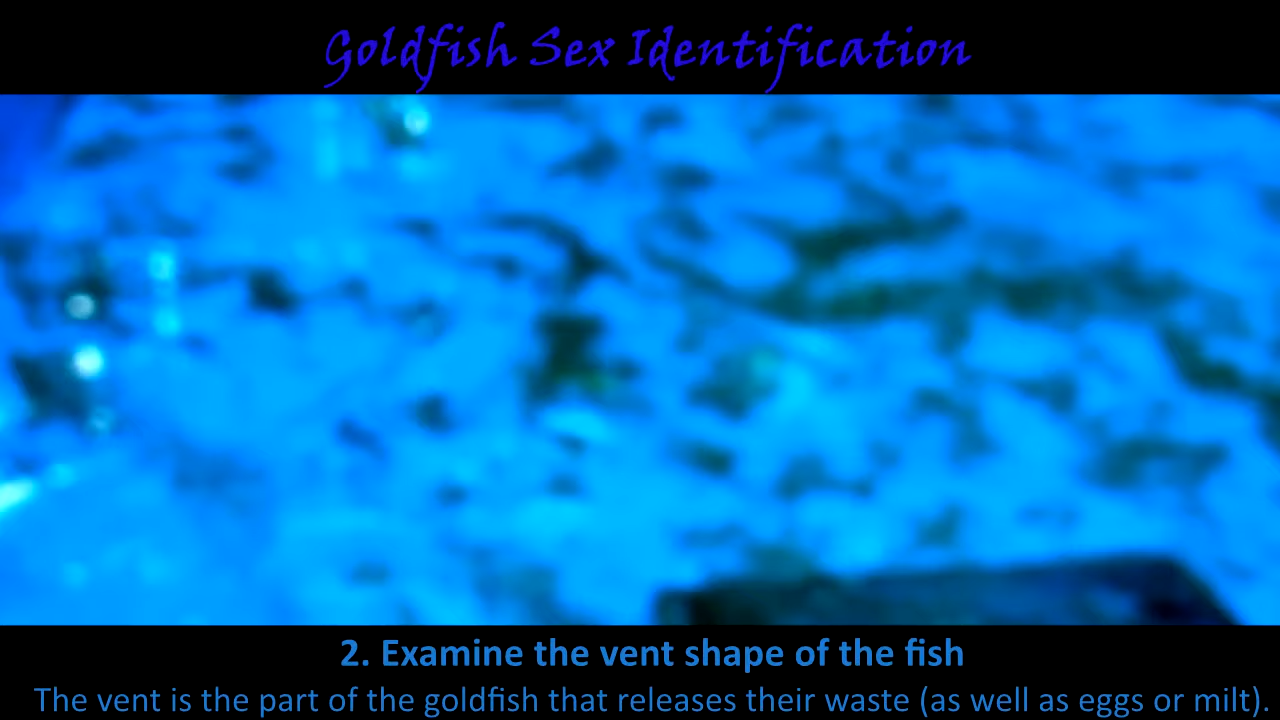 Goldfish Sex Identification
2. Examine the vent shape of the fish
The vent is the part of the goldfish that releases their waste (as well as eggs or milt).